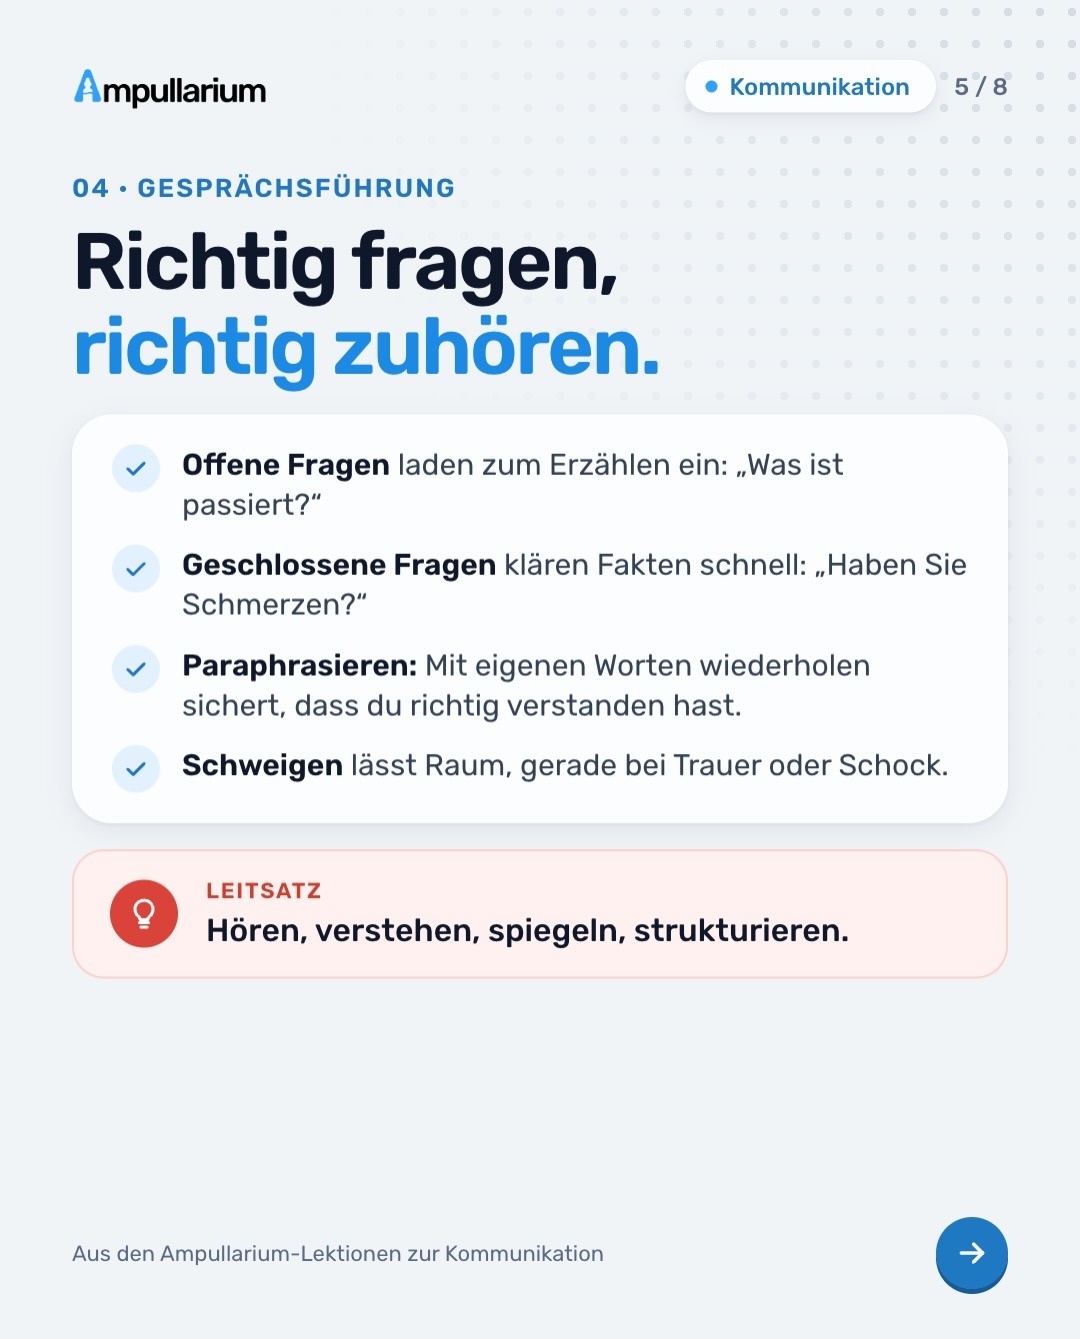 Ampullarium
Kommunikation
5 / 8
04 • GESPRÄCHSFÜHRUNG
Richtig fragen,
richtig zuhören.
Offene Fragen laden zum Erzählen ein: „Was ist
passiert?“
Geschlossene Fragen klären Fakten schnell: „Haben Sie
Schmerzen?“
Paraphrasieren: Mit eigenen Worten wiederholen
sichert, dass du richtig verstanden hast.
Schweigen lässt Raum, gerade bei Trauer oder Schock.
LEITSATZ
Hören, verstehen, spiegeln, strukturieren.
Aus den Ampullarium-Lektionen zur Kommunikation